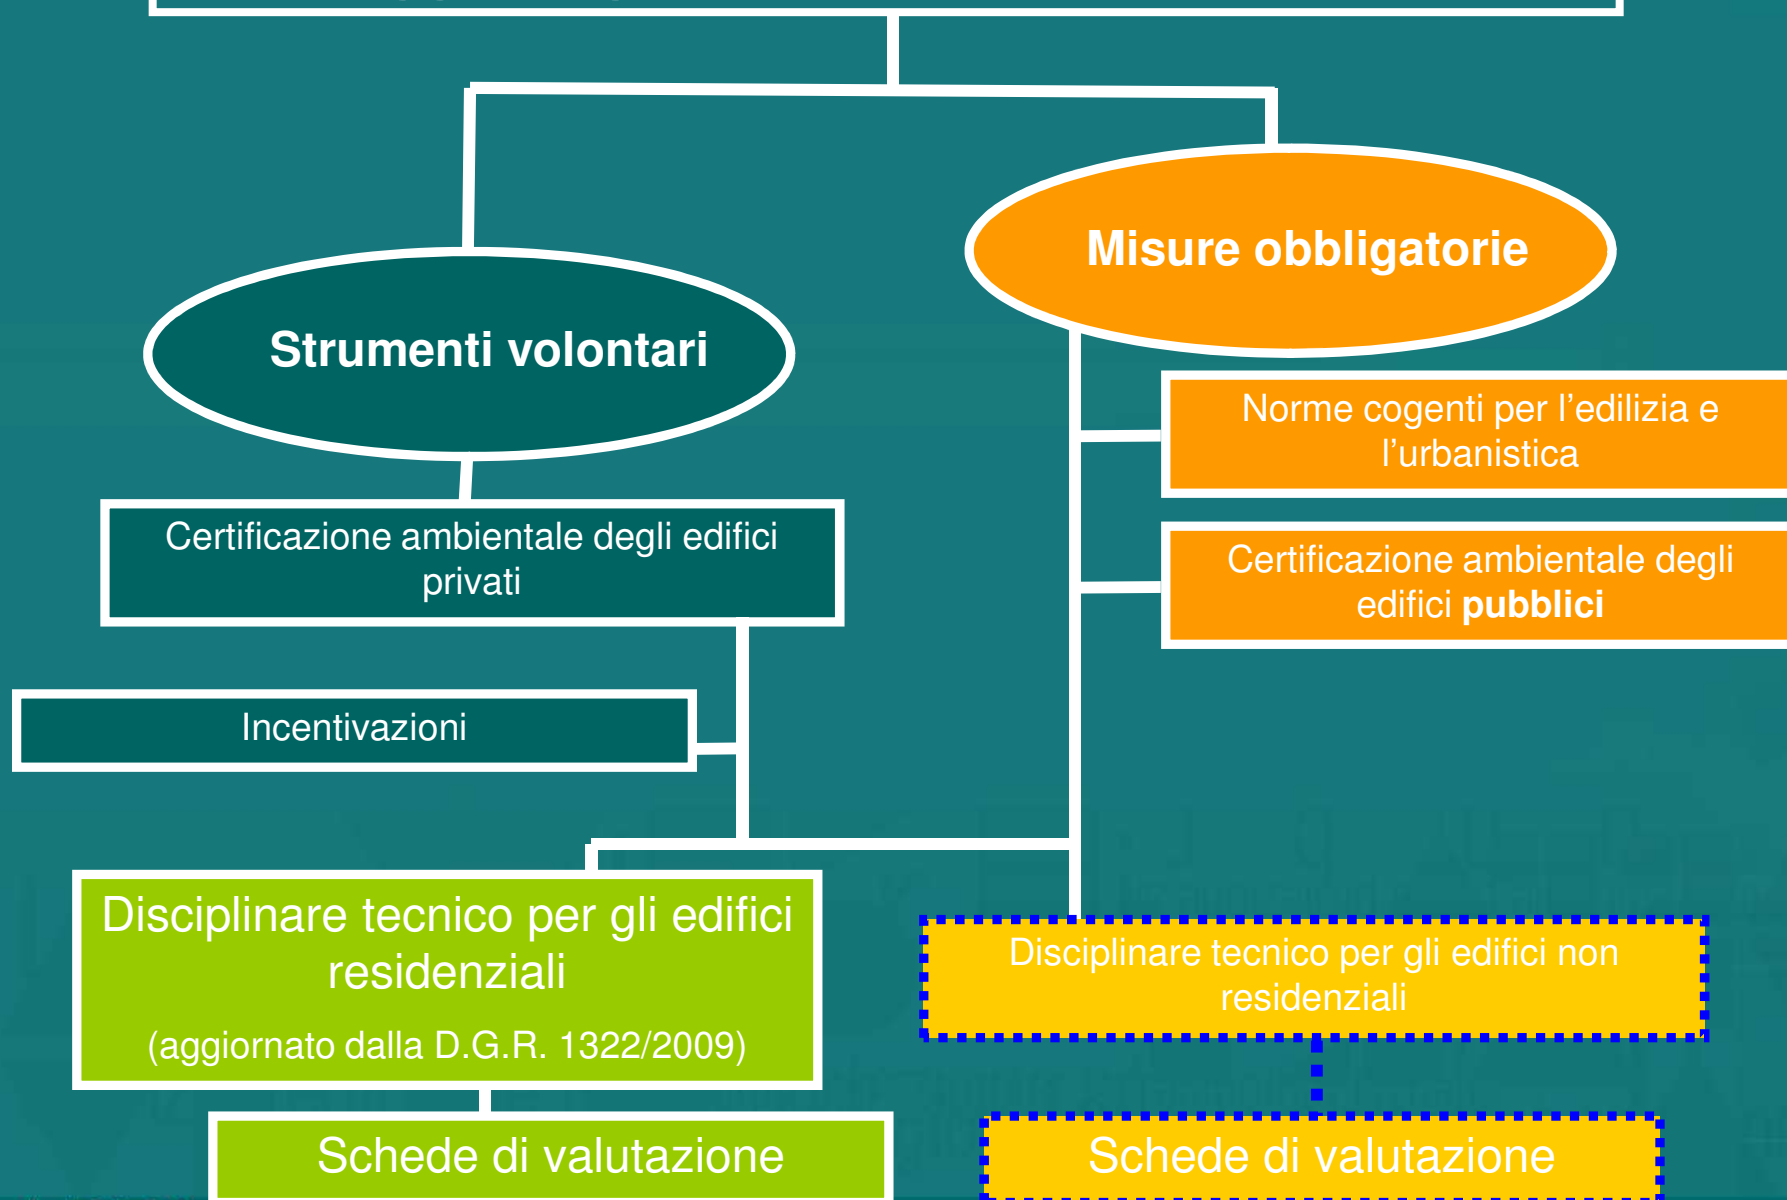 Misure obbligatorie
Strumenti volontari
Norme cogenti per l'edilizia e
l'urbanistica
Certificazione ambientale degli edifici
privati
Certificazione ambientale degli
edifici pubblici
Incentivazioni
Disciplinare tecnico per gli edifici
residenziali
(aggiornato dalla D.G.R. 1322/2009)
Disciplinare tecnico per gli edifici non
residenziali
Schede di valutazione
Schede di valutazione